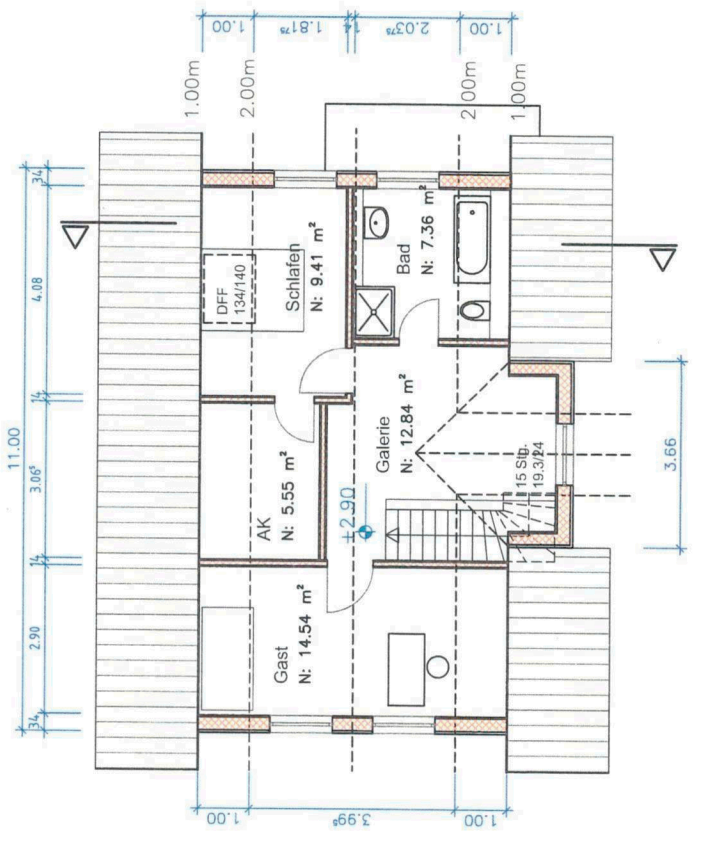 1.00
1.81⁷⁵
14
2.03⁷⁵
1.00
1.00m
2.00m
2.00m
1.00m
34
4.08
14
3.06⁵
14
2.90
34
11.00
DFF
134/140
Schlafen
N: 9.41 m²
Bad
N: 7.36 m²
Galerie
N: 12.84 m²
AK
N: 5.55 m²
±2.90
15 Stg.
19.3/24
3.66
Gast
N: 14.54 m²
1.00
3.99⁵
1.00